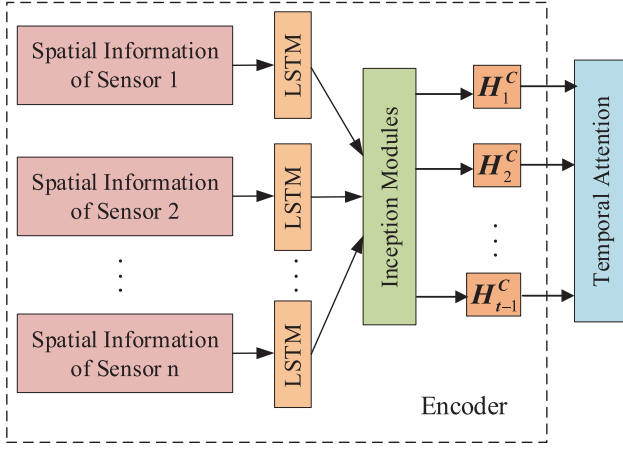 Spatial Information
of Sensor 1
LSTM
Spatial Information
of Sensor 2
LSTM
⋮
⋮
Spatial Information
of Sensor n
LSTM
Inception Modules
H₁ᶜ
H₂ᶜ
⋮
Hₜ₋₁ᶜ
Temporal Attention
Encoder